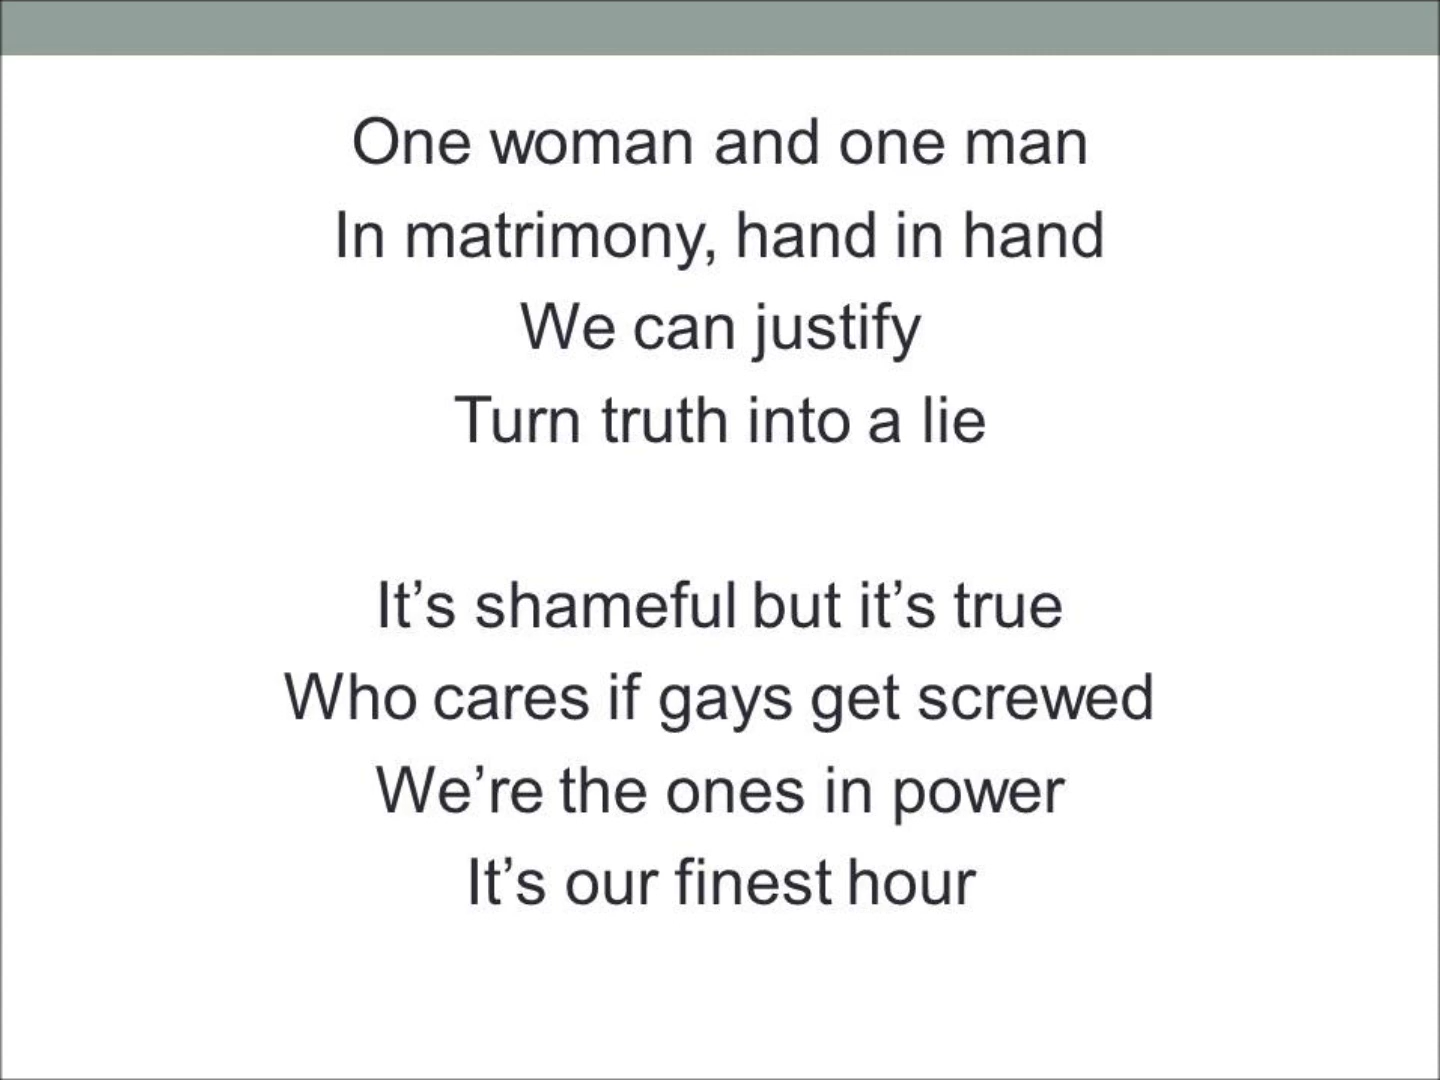 One woman and one man
In matrimony, hand in hand
We can justify
Turn truth into a lie
It’s shameful but it’s true
Who cares if gays get screwed
We’re the ones in power
It’s our finest hour